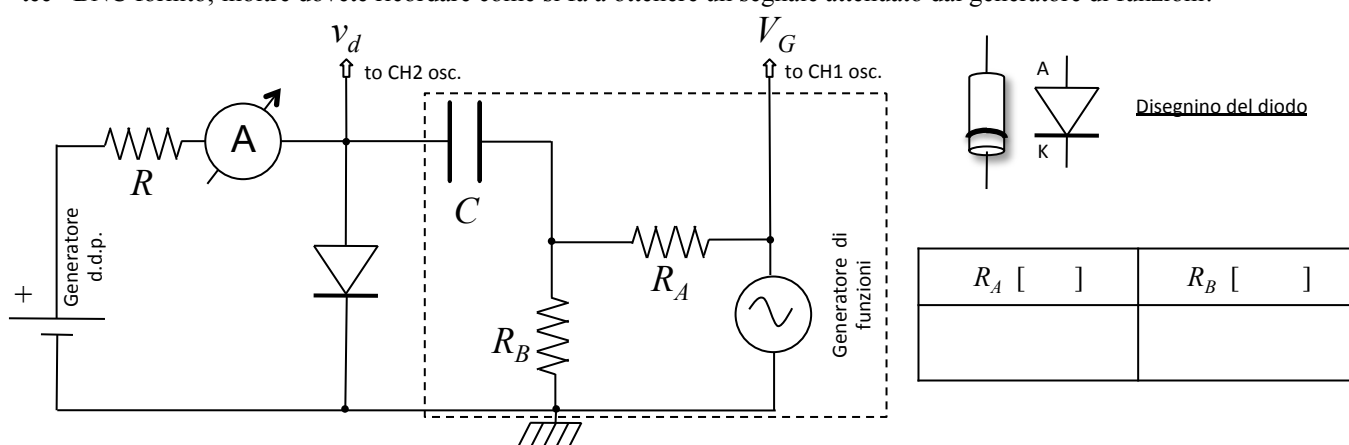 tee" BNC fornito, inoltre dovete ricordare come si fa a ottenere un segnale attenuato dal generatore di funzioni!
v_d
to CH2 osc.
V_G
to CH1 osc.
A
K
Disegnino del diodo
R
A
C
R_A
R_B
+
Generatore
d.d.p.
Generatore di
funzioni
R_A [ ]
R_B [ ]